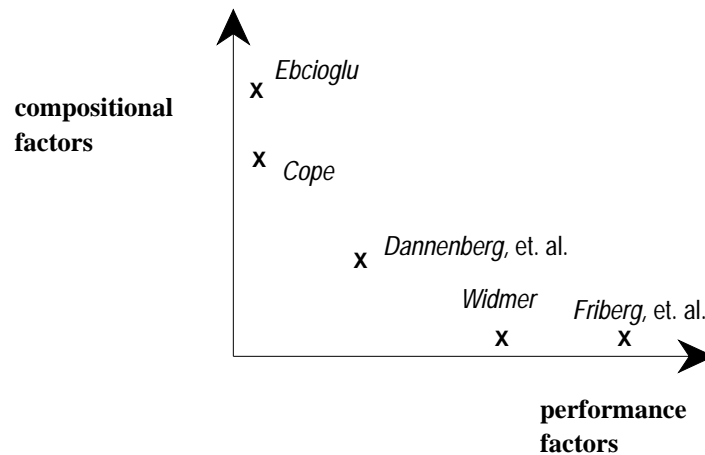 Ebcioglu
x
compositional
factors
x
Cope
Dannenberg, et. al.
x
Widmer
Friberg, et. al.
x
x
performance
factors